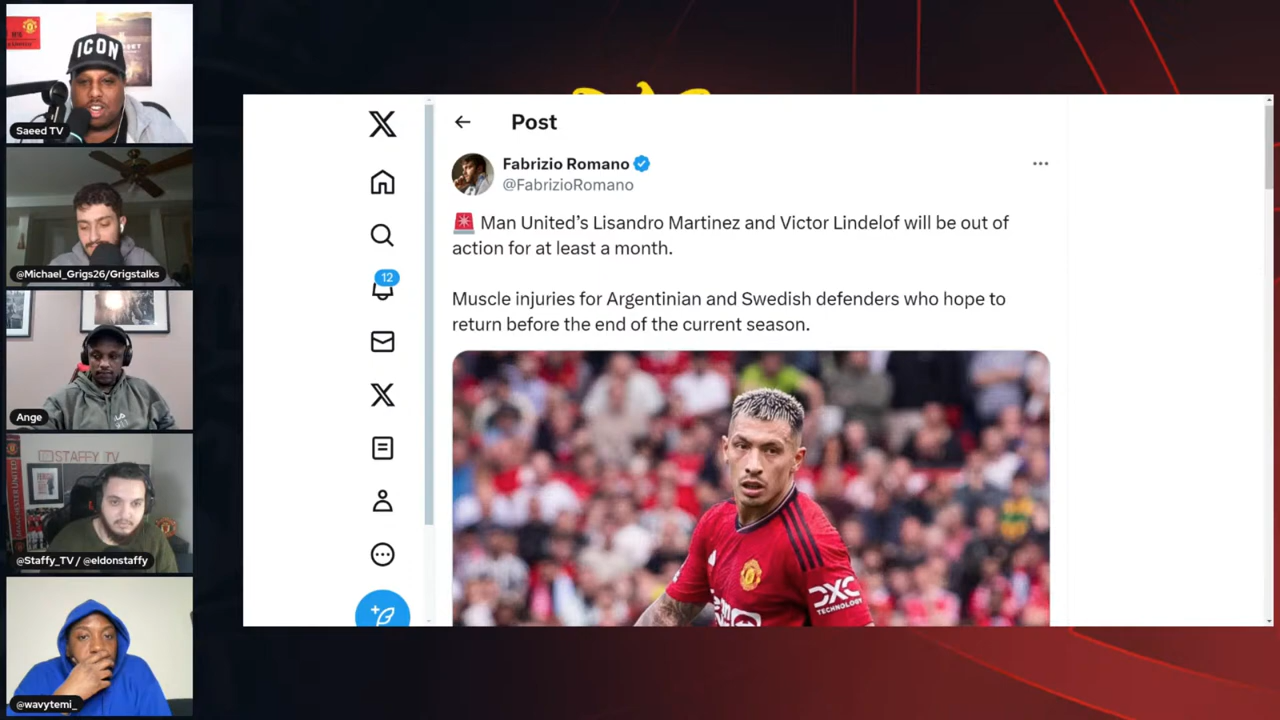 ICON
Saeed TV
@Michael_Grigs26/Grigstalks
Ange
STAFFY TV
@Staffy_TV / @eldonstaffy
@wavytemi_
Post
Fabrizio Romano
@FabrizioRomano
🚨 Man United’s Lisandro Martinez and Victor Lindelof will be out of
action for at least a month.
Muscle injuries for Argentinian and Swedish defenders who hope to
return before the end of the current season.
12
DXC
TECHNOLOGY